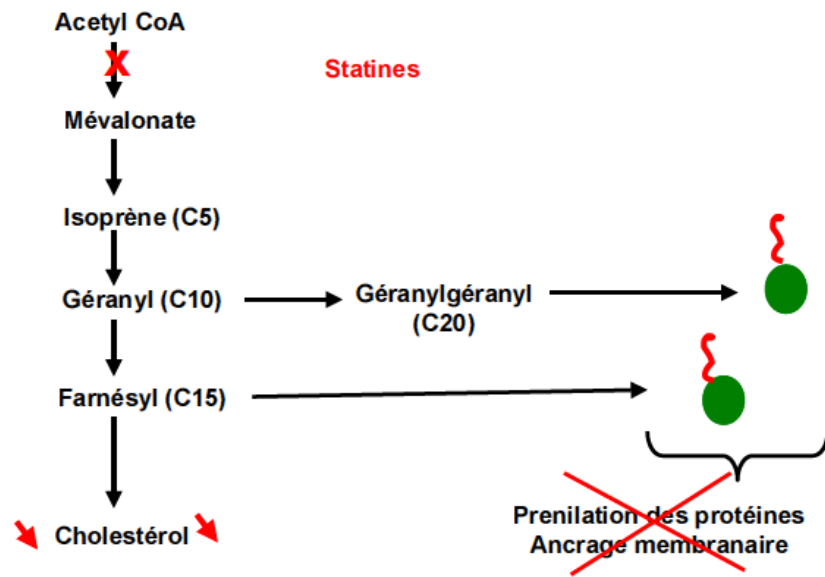 Acetyl CoA
X
Statines
Mévalonate
Isoprène (C5)
Géranyl (C10)
Géranylgéranyl
(C20)
Farnésyl (C15)
Cholestérol
Prenilation des protéines
Ancrage membranaire